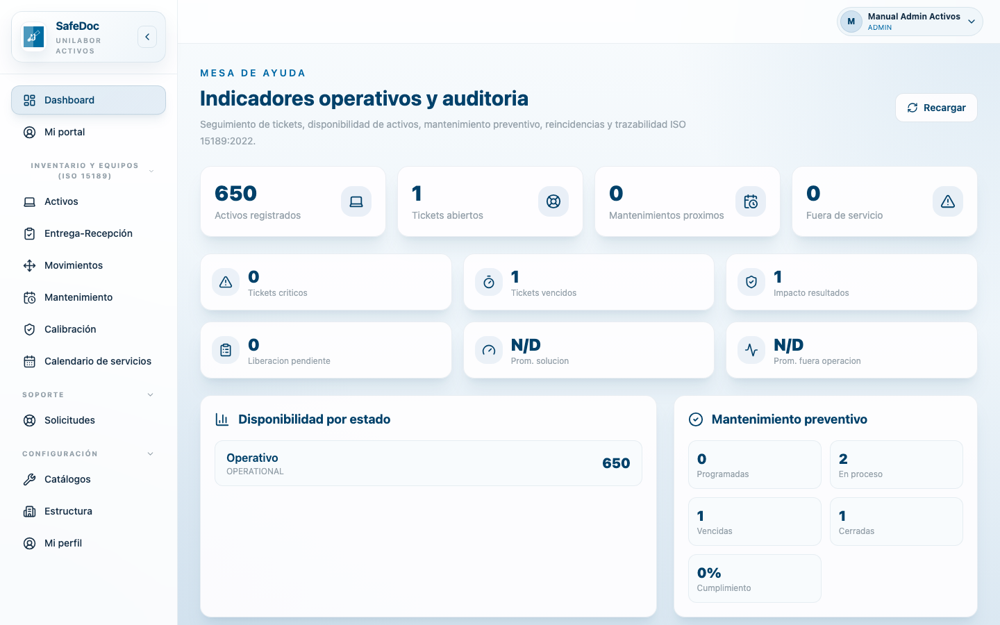 SafeDoc
UNILABOR
ACTIVOS
Dashboard
Mi portal
INVENTARIO Y EQUIPOS
(ISO 15189)
Activos
Entrega-Recepción
Movimientos
Mantenimiento
Calibración
Calendario de servicios
SOPORTE
Solicitudes
CONFIGURACIÓN
Catálogos
Estructura
Mi perfil
M
Manual Admin Activos
ADMIN
MESA DE AYUDA
Indicadores operativos y auditoria
Seguimiento de tickets, disponibilidad de activos, mantenimiento preventivo, reincidencias y trazabilidad ISO
15189:2022.
Recargar
650
Activos registrados
1
Tickets abiertos
0
Mantenimientos proximos
0
Fuera de servicio
0
Tickets criticos
1
Tickets vencidos
1
Impacto resultados
0
Liberacion pendiente
N/D
Prom. solucion
N/D
Prom. fuera operacion
Disponibilidad por estado
Operativo
OPERATIONAL
650
Mantenimiento preventivo
0
Programadas
2
En proceso
1
Vencidas
1
Cerradas
0%
Cumplimiento